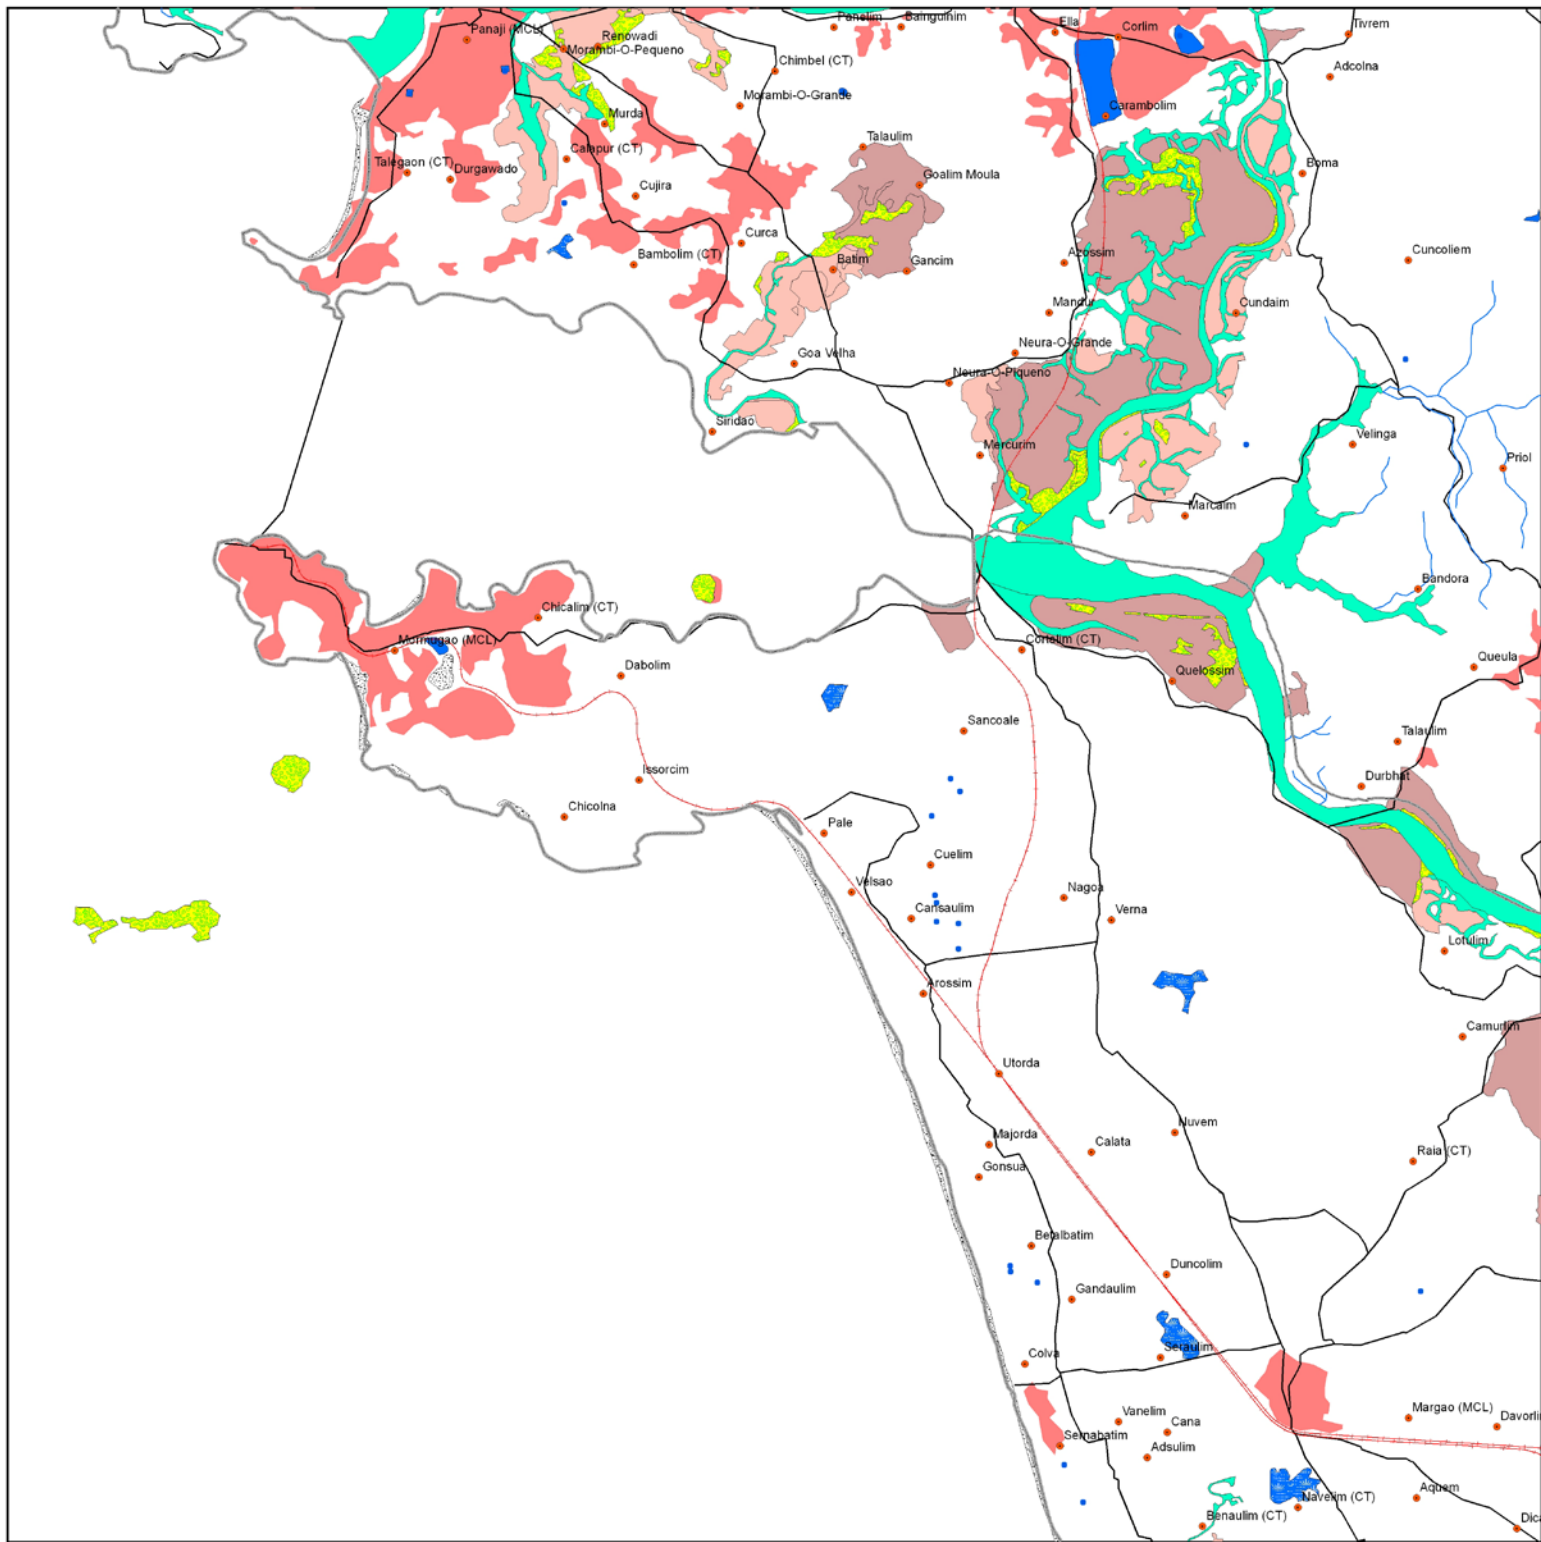 Panaji (MCL)
Renowadi
Morambi-O-Pequeno
Panelim
Bainguinim
Ella
Corlim
Tivrem
Chimbel (CT)
Adcolna
Morambi-O-Grande
Murda
Carambolim
Talaulim
Talegaon (CT)
Durgawado
Calapur (CT)
Cujira
Goalim Moula
Boma
Curca
Bambolim (CT)
Batim
Gancim
Azossim
Cuncoliem
Mandur
Cundaim
Goa Velha
Neura-O-Grande
Neura-O-Piqueno
Siridao
Mercurim
Velinga
Priol
Marcaim
Bandora
Chicalim (CT)
Mormugao (MCL)
Cortalim (CT)
Dabolim
Quelossim
Queula
Sancoale
Talaulim
Issorcim
Durbhat
Chicolna
Pale
Cuelim
Velsao
Cansaulim
Nagoa
Verna
Lotulim
Arossim
Camurlim
Utorda
Majorda
Calata
Nuvem
Gonsua
Raia (CT)
Betalbatim
Duncolim
Gandaulim
Colva
Seraulim
Vanelim
Cana
Margao (MCL)
Davorli
Sernabatim
Adsulim
Navelim (CT)
Aquem
Benaulim (CT)
Dica